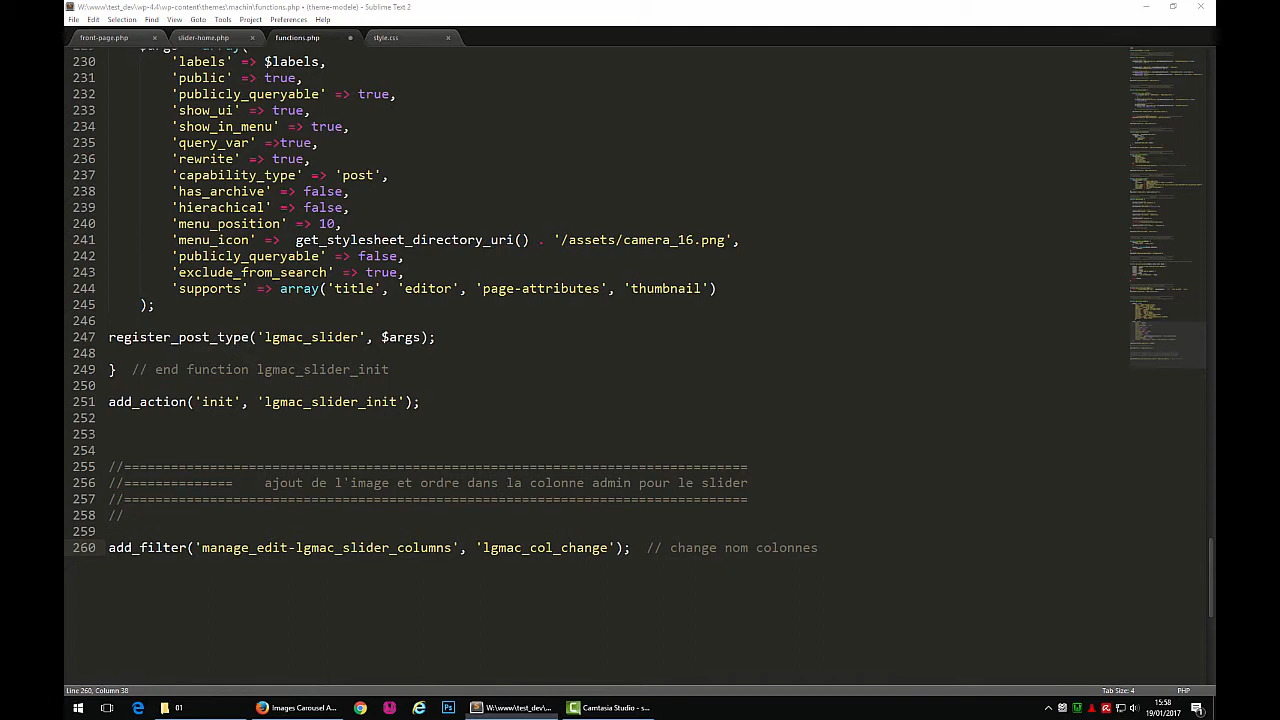 W:\www\test_dev\wp-4.4\wp-content\themes\machin\functions.php • (theme-modele) - Sublime Text 2
File Edit Selection Find View Goto Tools Project Preferences Help
front-page.php × slider-home.php × functions.php • style.css ×
230 'labels' => $labels,
231 'public' => true,
232 'publicly_queryable' => true,
233 'show_ui' => true,
234 'show_in_menu' => true,
235 'query_var' =>true,
236 'rewrite' => true,
237 'capability_type' => 'post',
238 'has_archive' => false,
239 'hierachical' => false,
240 'menu_position' => 10,
241 'menu_icon' => get_stylesheet_directory_uri() . '/assets/camera_16.png',
242 'publicly_queryable' => false,
243 'exclude_from_search' => true,
244 'supports' => array('title', 'editor', 'page-attributes', 'thumbnail')
245 );
246
247 register_post_type('lgmac_slider', $args);
248
249 } // end function lgmac_slider_init
250
251 add_action('init', 'lgmac_slider_init');
252
253
254
255 //================================================================================
256 //============== ajout de l'image et ordre dans la colonne admin pour le slider
257 //================================================================================
258 //
259
260 add_filter('manage_edit-lgmac_slider_columns', 'lgmac_col_change'); // change nom colonnes
Line 260, Column 38 Tab Size: 4 PHP
01 Images Carousel A... W:\www\test_dev\... Camtasia Studio - s... 15:58
19/01/2017